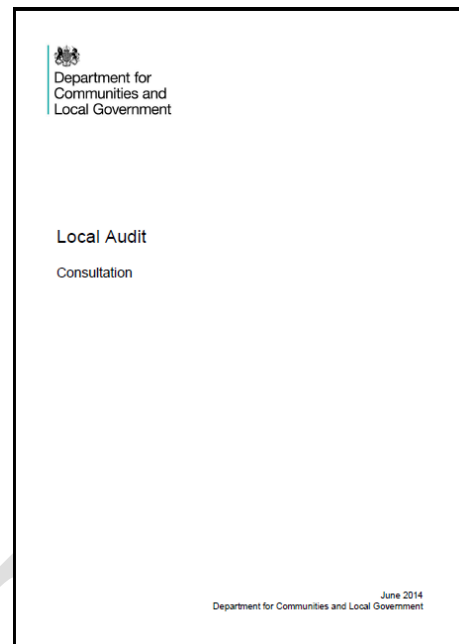 Department for
Communities and
Local Government
Local Audit
Consultation
June 2014
Department for Communities and Local Government